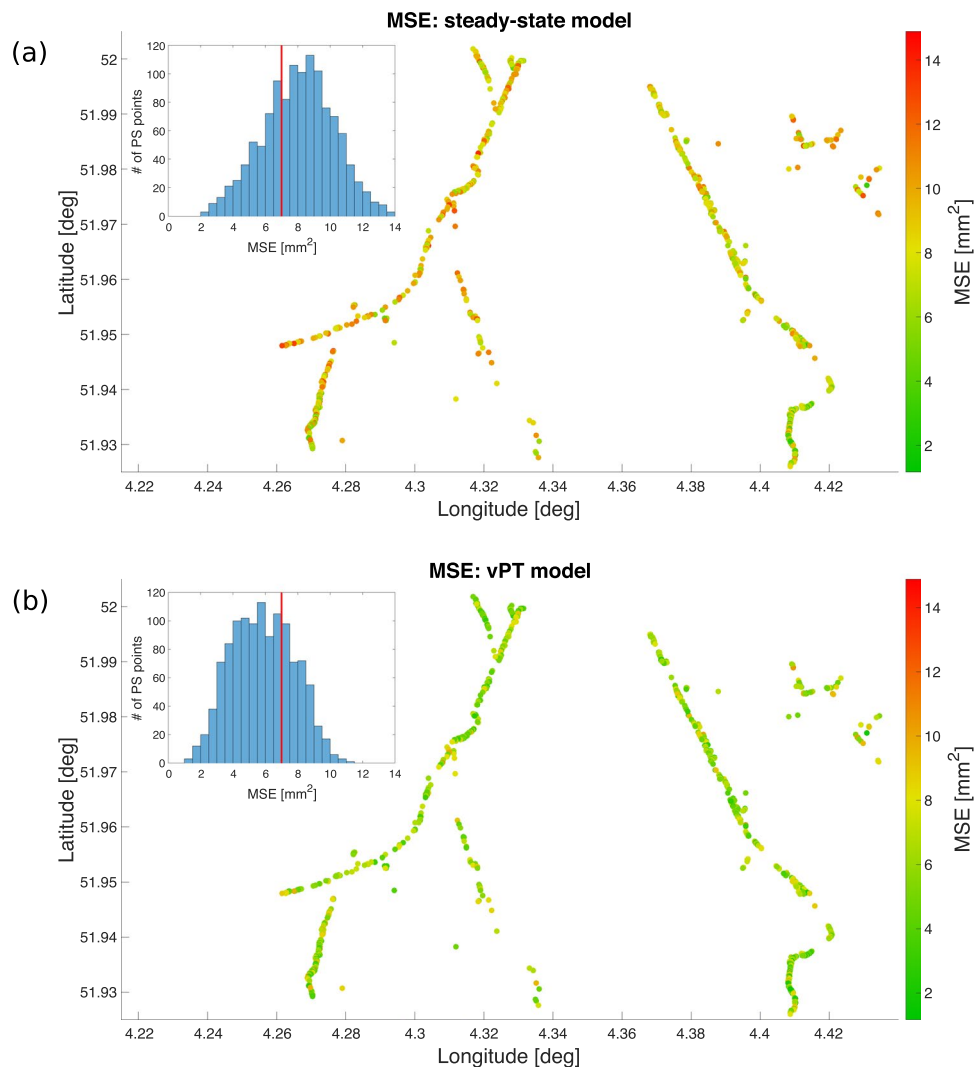 MSE: steady-state model
(a)
120
100
80
60
40
20
0
# of PS points
0 2 4 6 8 10 12 14
MSE [mm²]
52
51.99
51.98
51.97
51.96
51.95
51.94
51.93
Latitude [deg]
4.22 4.24 4.26 4.28 4.3 4.32 4.34 4.36 4.38 4.4 4.42
Longitude [deg]
14
12
10
8
6
4
2
MSE [mm²]
MSE: vPT model
(b)
120
100
80
60
40
20
0
# of PS points
0 2 4 6 8 10 12 14
MSE [mm²]
52
51.99
51.98
51.97
51.96
51.95
51.94
51.93
Latitude [deg]
4.22 4.24 4.26 4.28 4.3 4.32 4.34 4.36 4.38 4.4 4.42
Longitude [deg]
14
12
10
8
6
4
2
MSE [mm²]